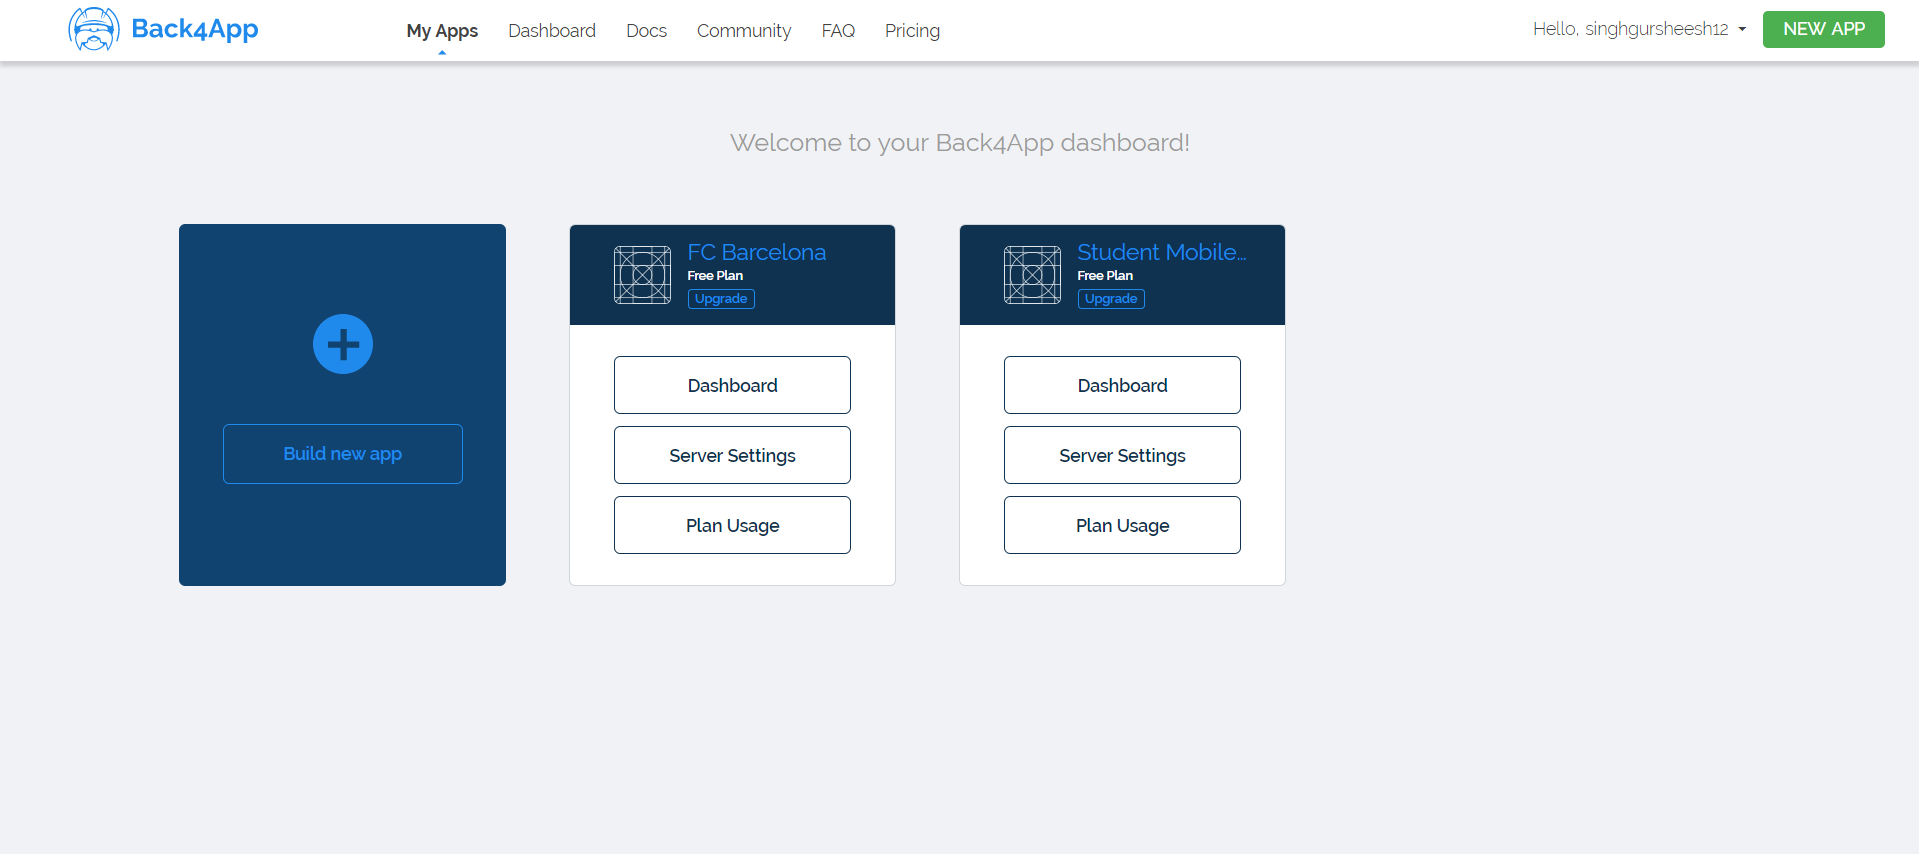 Back4App
My Apps
Dashboard
Docs
Community
FAQ
Pricing
Hello, singhgursheesh12
NEW APP
Welcome to your Back4App dashboard!
Build new app
FC Barcelona
Free Plan
Upgrade
Dashboard
Server Settings
Plan Usage
Student Mobile...
Free Plan
Upgrade
Dashboard
Server Settings
Plan Usage